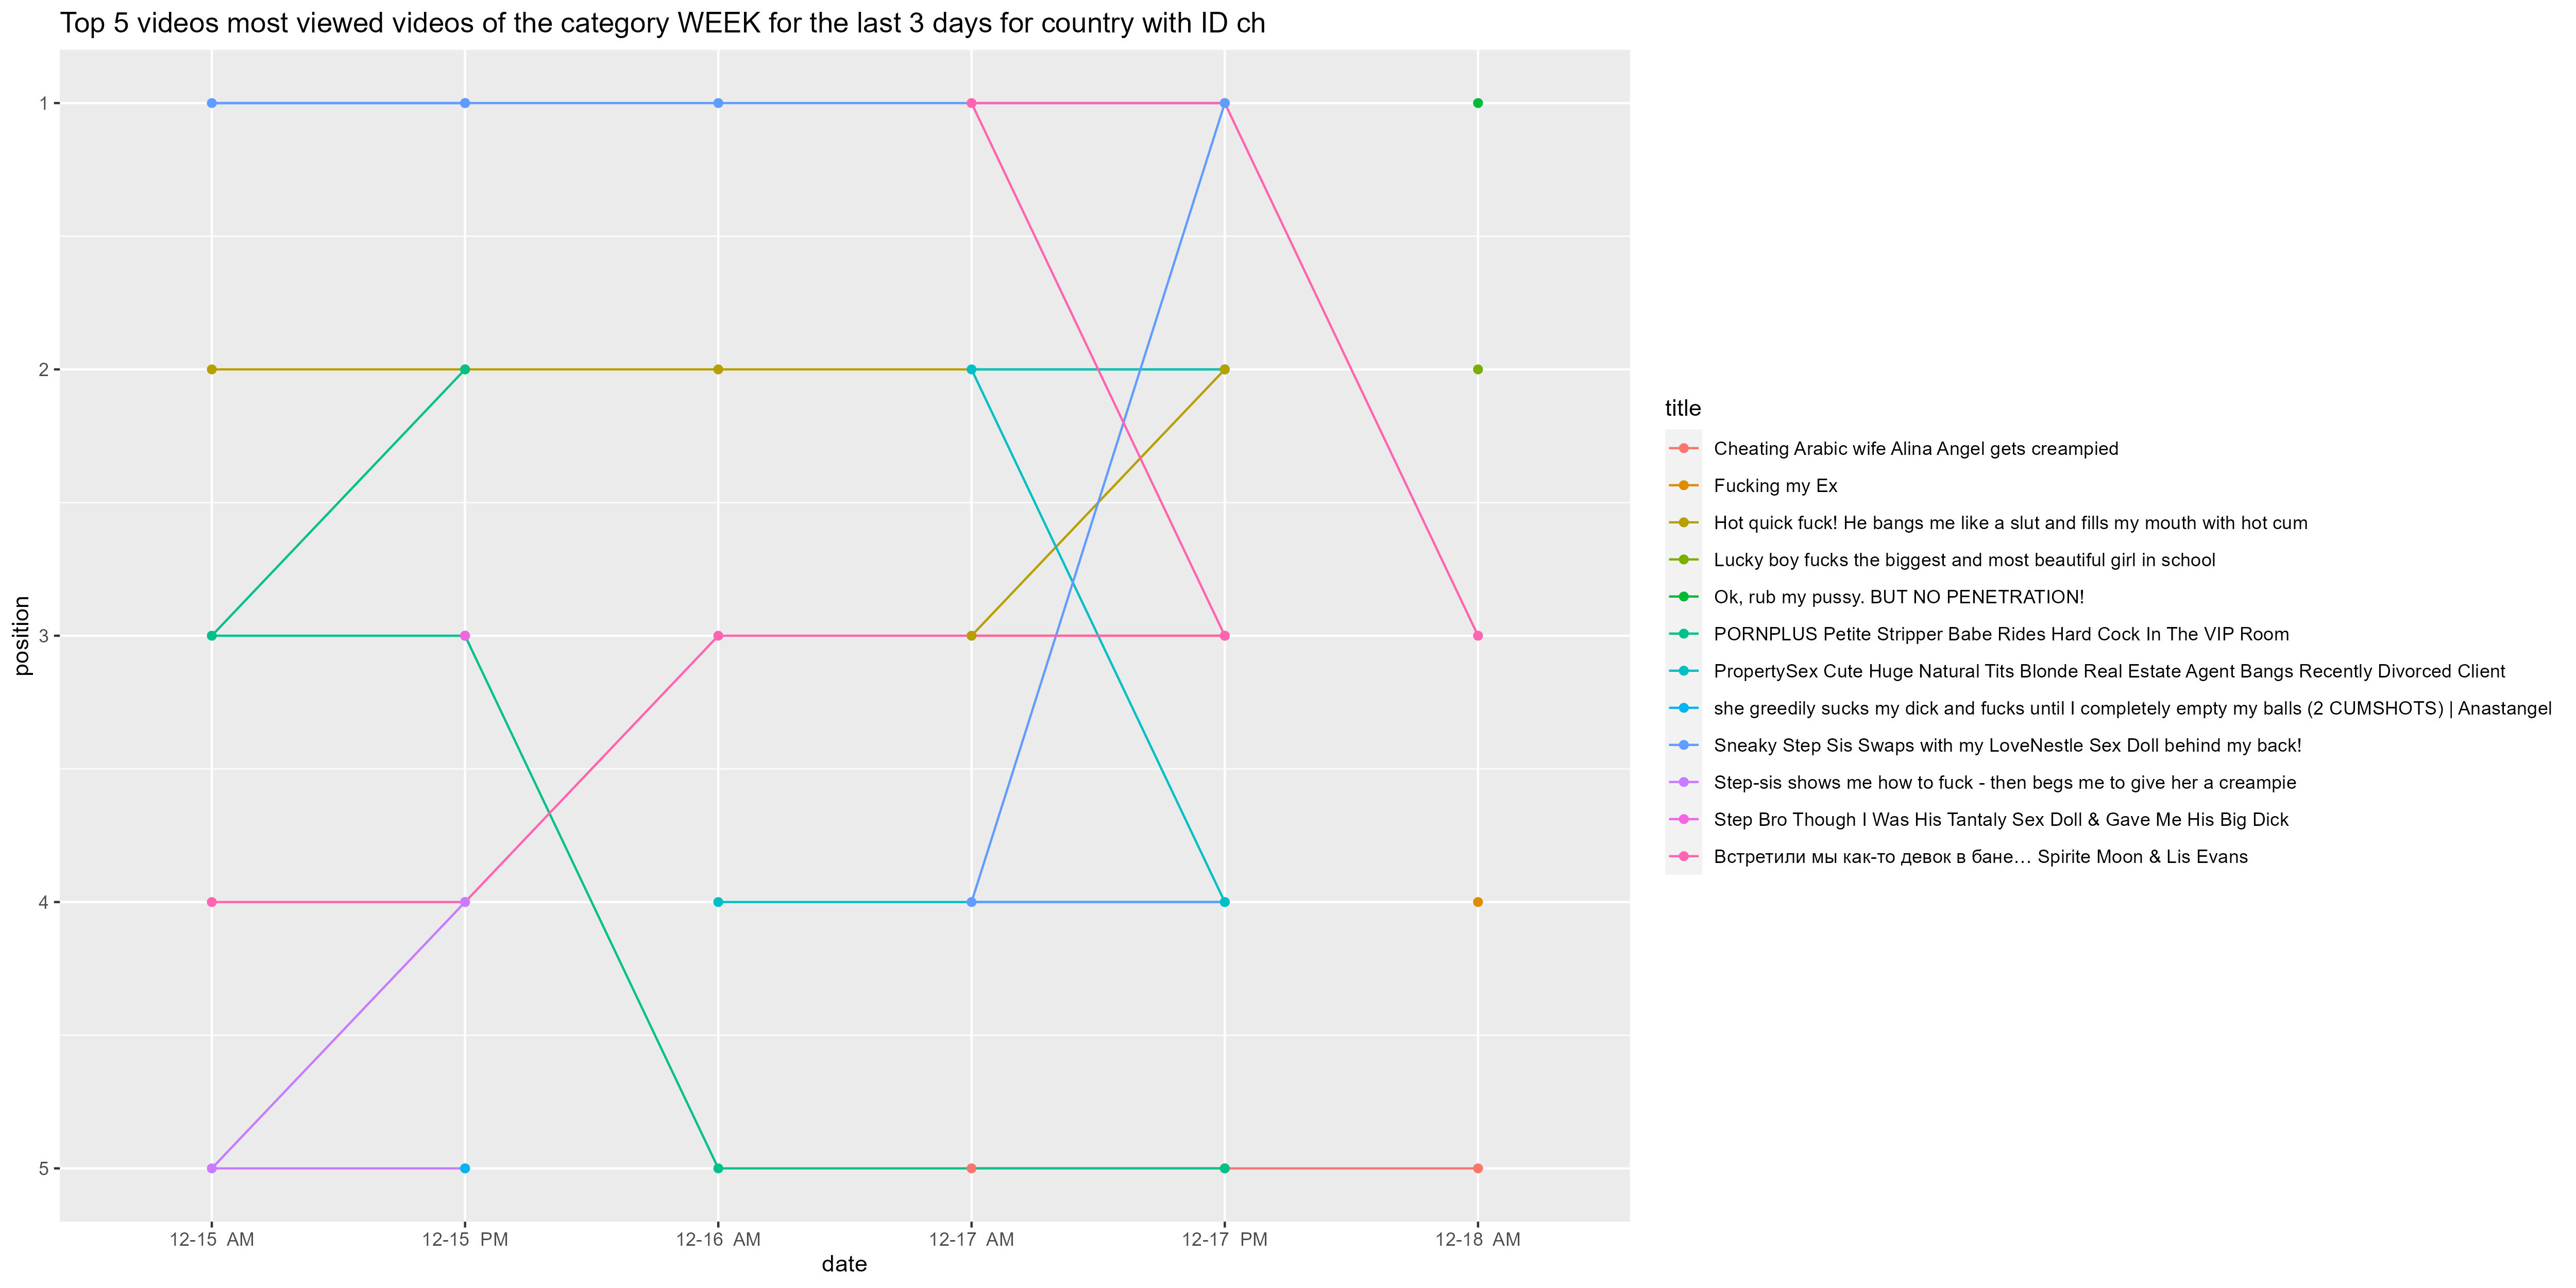 Top 5 videos most viewed videos of the category WEEK for the last 3 days for country with ID ch
position
1
2
3
4
5
12-15 AM
12-15 PM
12-16 AM
12-17 AM
12-17 PM
12-18 AM
date
title
Cheating Arabic wife Alina Angel gets creampied
Fucking my Ex
Hot quick fuck! He bangs me like a slut and fills my mouth with hot cum
Lucky boy fucks the biggest and most beautiful girl in school
Ok, rub my pussy. BUT NO PENETRATION!
PORNPLUS Petite Stripper Babe Rides Hard Cock In The VIP Room
PropertySex Cute Huge Natural Tits Blonde Real Estate Agent Bangs Recently Divorced Client
she greedily sucks my dick and fucks until I completely empty my balls (2 CUMSHOTS) | Anastangel
Sneaky Step Sis Swaps with my LoveNestle Sex Doll behind my back!
Step-sis shows me how to fuck - then begs me to give her a creampie
Step Bro Though I Was His Tantaly Sex Doll & Gave Me His Big Dick
Встретили мы как-то девок в бане… Spirite Moon & Lis Evans